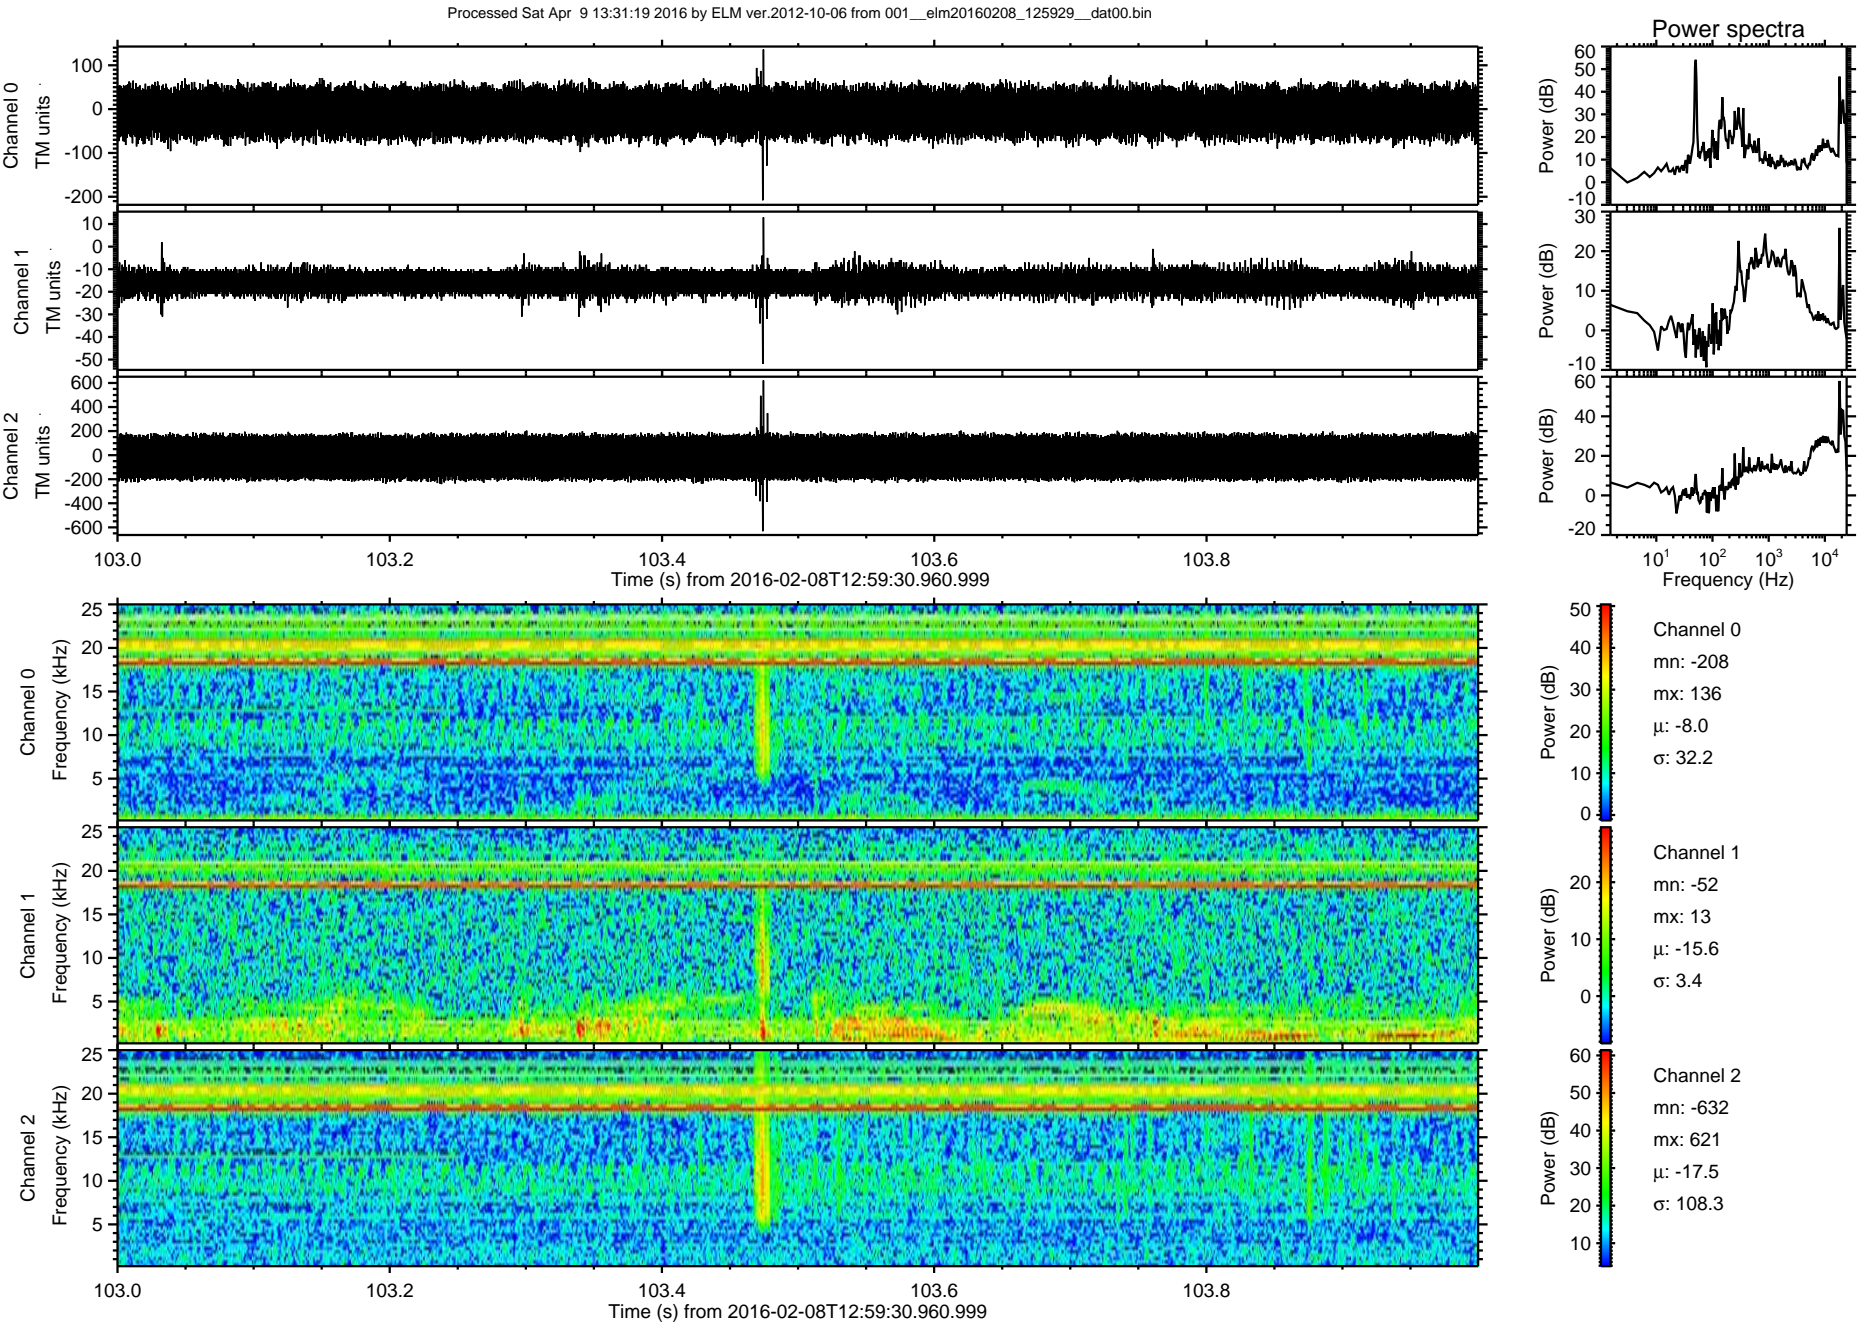 Processed Sat Apr  9 13:31:19 2016 by ELM ver.2012-10-06 from 001__elm20160208_125929__dat00.bin
Power spectra
Channel 0
TM units
100
0
-100
-200
Power (dB)
60
50
40
30
20
10
0
-10
Channel 1
TM units
10
0
-10
-20
-30
-40
-50
Power (dB)
30
20
10
0
-10
Channel 2
TM units
600
400
200
0
-200
-400
-600
Power (dB)
60
40
20
0
-20
103.0 103.2 103.4 103.6 103.8
Time (s) from 2016-02-08T12:59:30.960.999
10¹ 10² 10³ 10⁴
Frequency (Hz)
Channel 0
Frequency (kHz)
25
20
15
10
5
Power (dB)
50
40
30
20
10
0
Channel 0
mn: -208
mx: 136
μ: -8.0
σ: 32.2
Channel 1
Frequency (kHz)
25
20
15
10
5
Power (dB)
20
10
0
Channel 1
mn: -52
mx: 13
μ: -15.6
σ: 3.4
Channel 2
Frequency (kHz)
25
20
15
10
5
Power (dB)
60
50
40
30
20
10
Channel 2
mn: -632
mx: 621
μ: -17.5
σ: 108.3
103.0 103.2 103.4 103.6 103.8
Time (s) from 2016-02-08T12:59:30.960.999